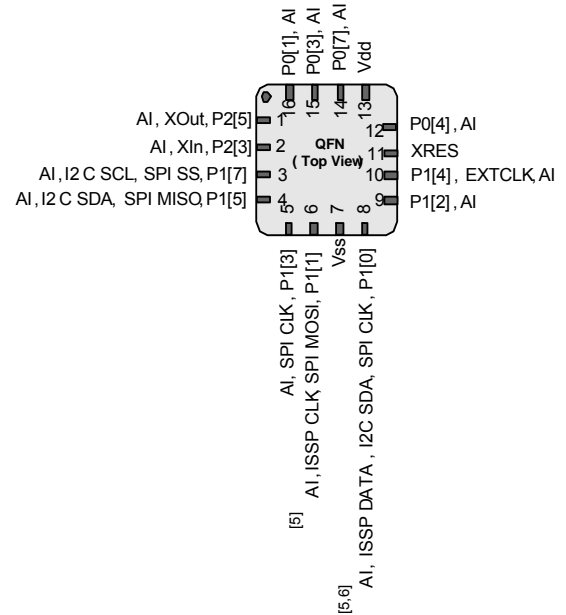 P0[1], AI
P0[3], AI
P0[7], AI
Vdd
16
15
14
13
AI, XOut, P2[5]
1
AI, XIn, P2[3]
2
AI, I2 C SCL, SPI SS, P1[7]
3
AI, I2 C SDA, SPI MISO, P1[5]
4
QFN
( Top View)
12
P0[4], AI
11
XRES
10
P1[4], EXTCLK, AI
9
P1[2], AI
5
6
7
8
AI, SPI CLK, P1[3]
AI, ISSP CLK, SPI MOSI, P1[1]
[5]
Vss
AI, ISSP DATA, I2C SDA, SPI CLK, P1[0]
[5,6]